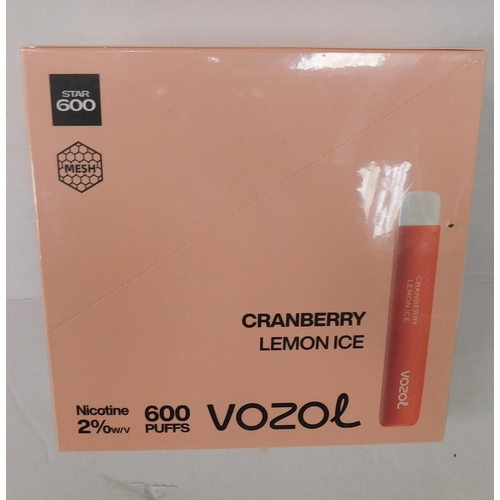 STAR
600
MESH
CRANBERRY
LEMON ICE
CRANBERRY
LEMON ICE
VOZOL
Nicotine
2%w/v
600
PUFFS
VOZOL